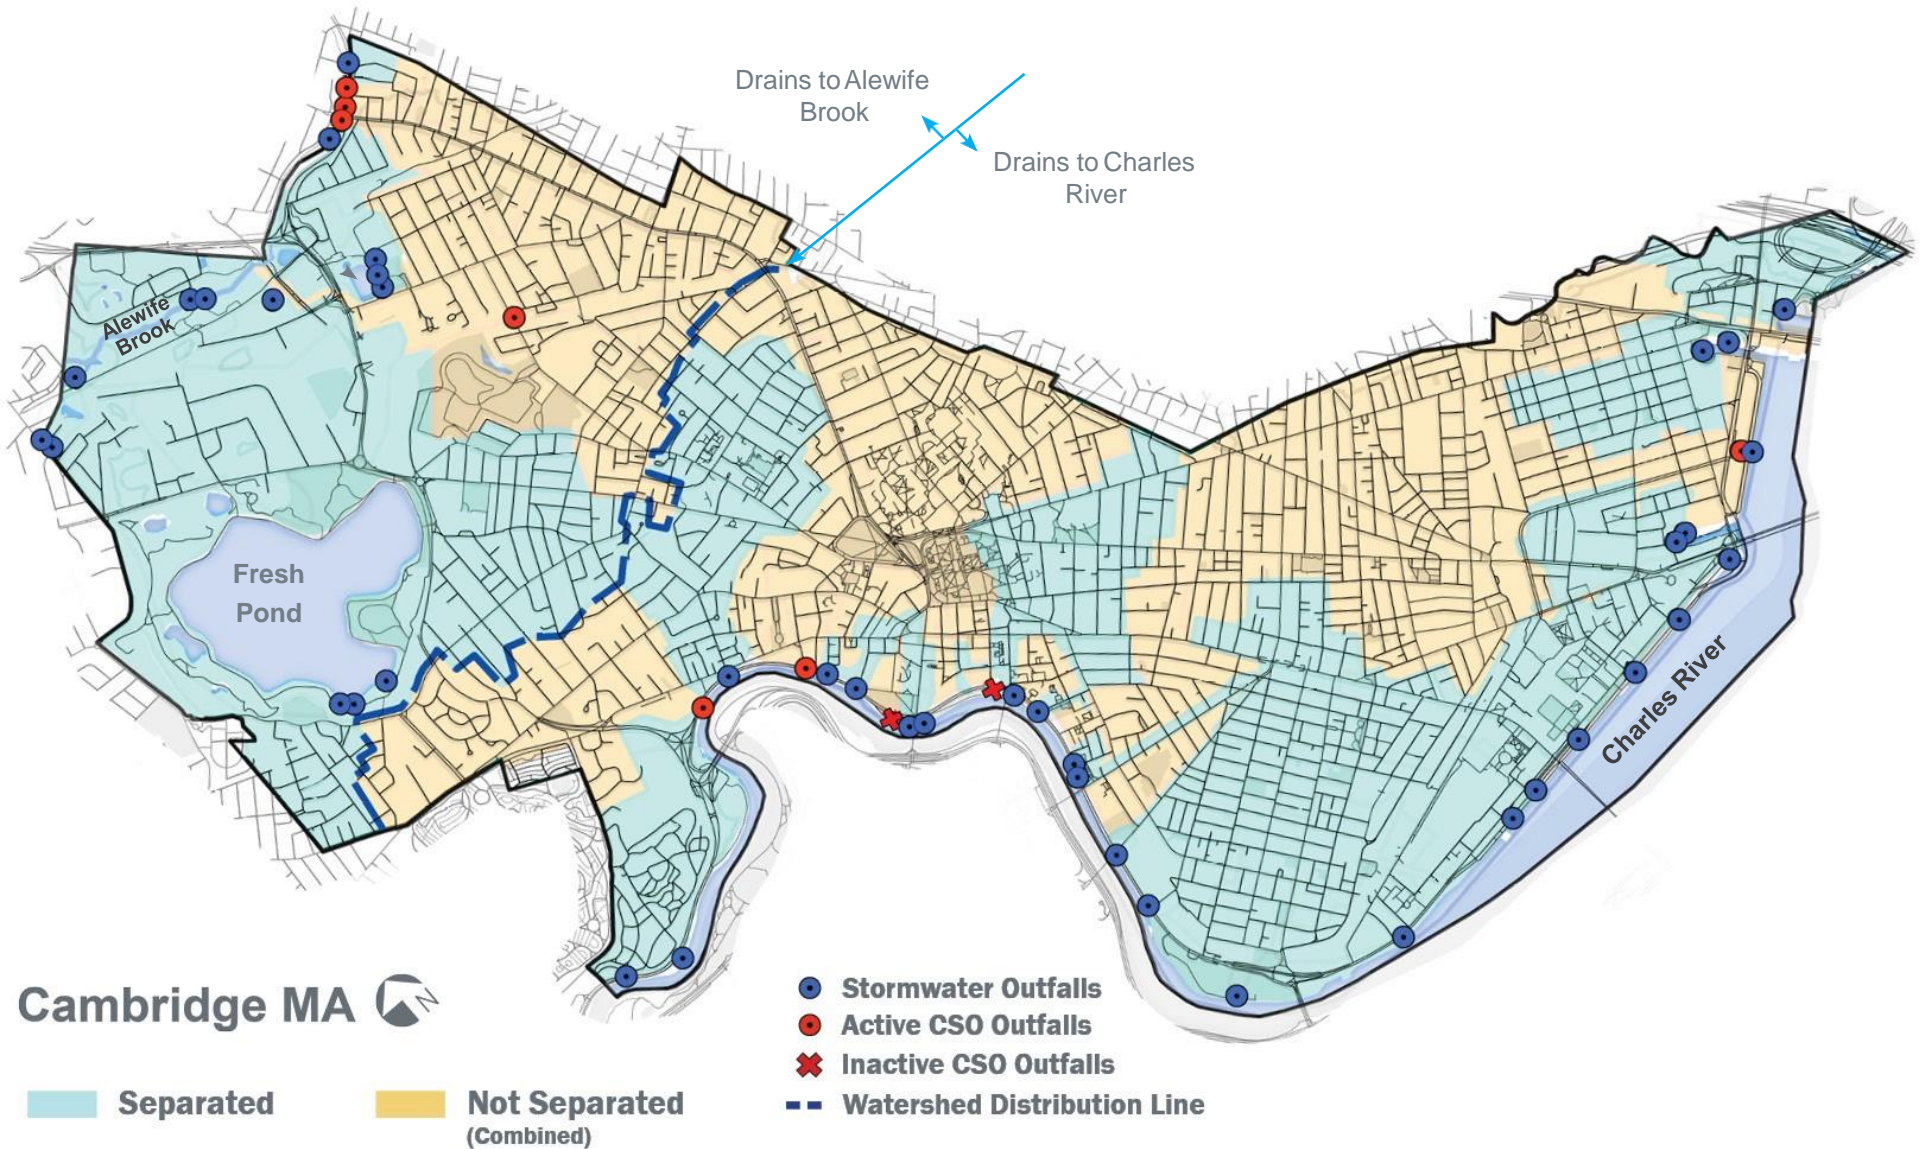 Drains to Alewife
Brook
Drains to Charles
River
Alewife
Brook
Fresh
Pond
Charles River
Cambridge MA
N
Stormwater Outfalls
Active CSO Outfalls
Inactive CSO Outfalls
Watershed Distribution Line
Separated
Not Separated
(Combined)